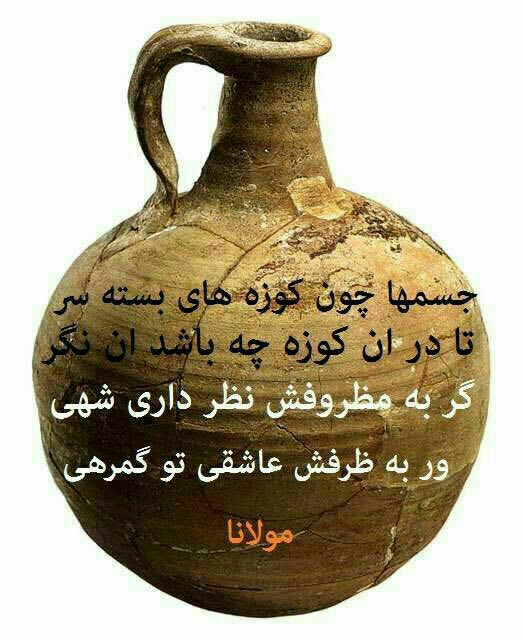 جسمها چون کوزه های بسته سر
تا در ان کوزه چه باشد ان نگر
گر به مظروفش نظر داری شهی
ور به ظرفش عاشقی تو گمرهی
مولانا